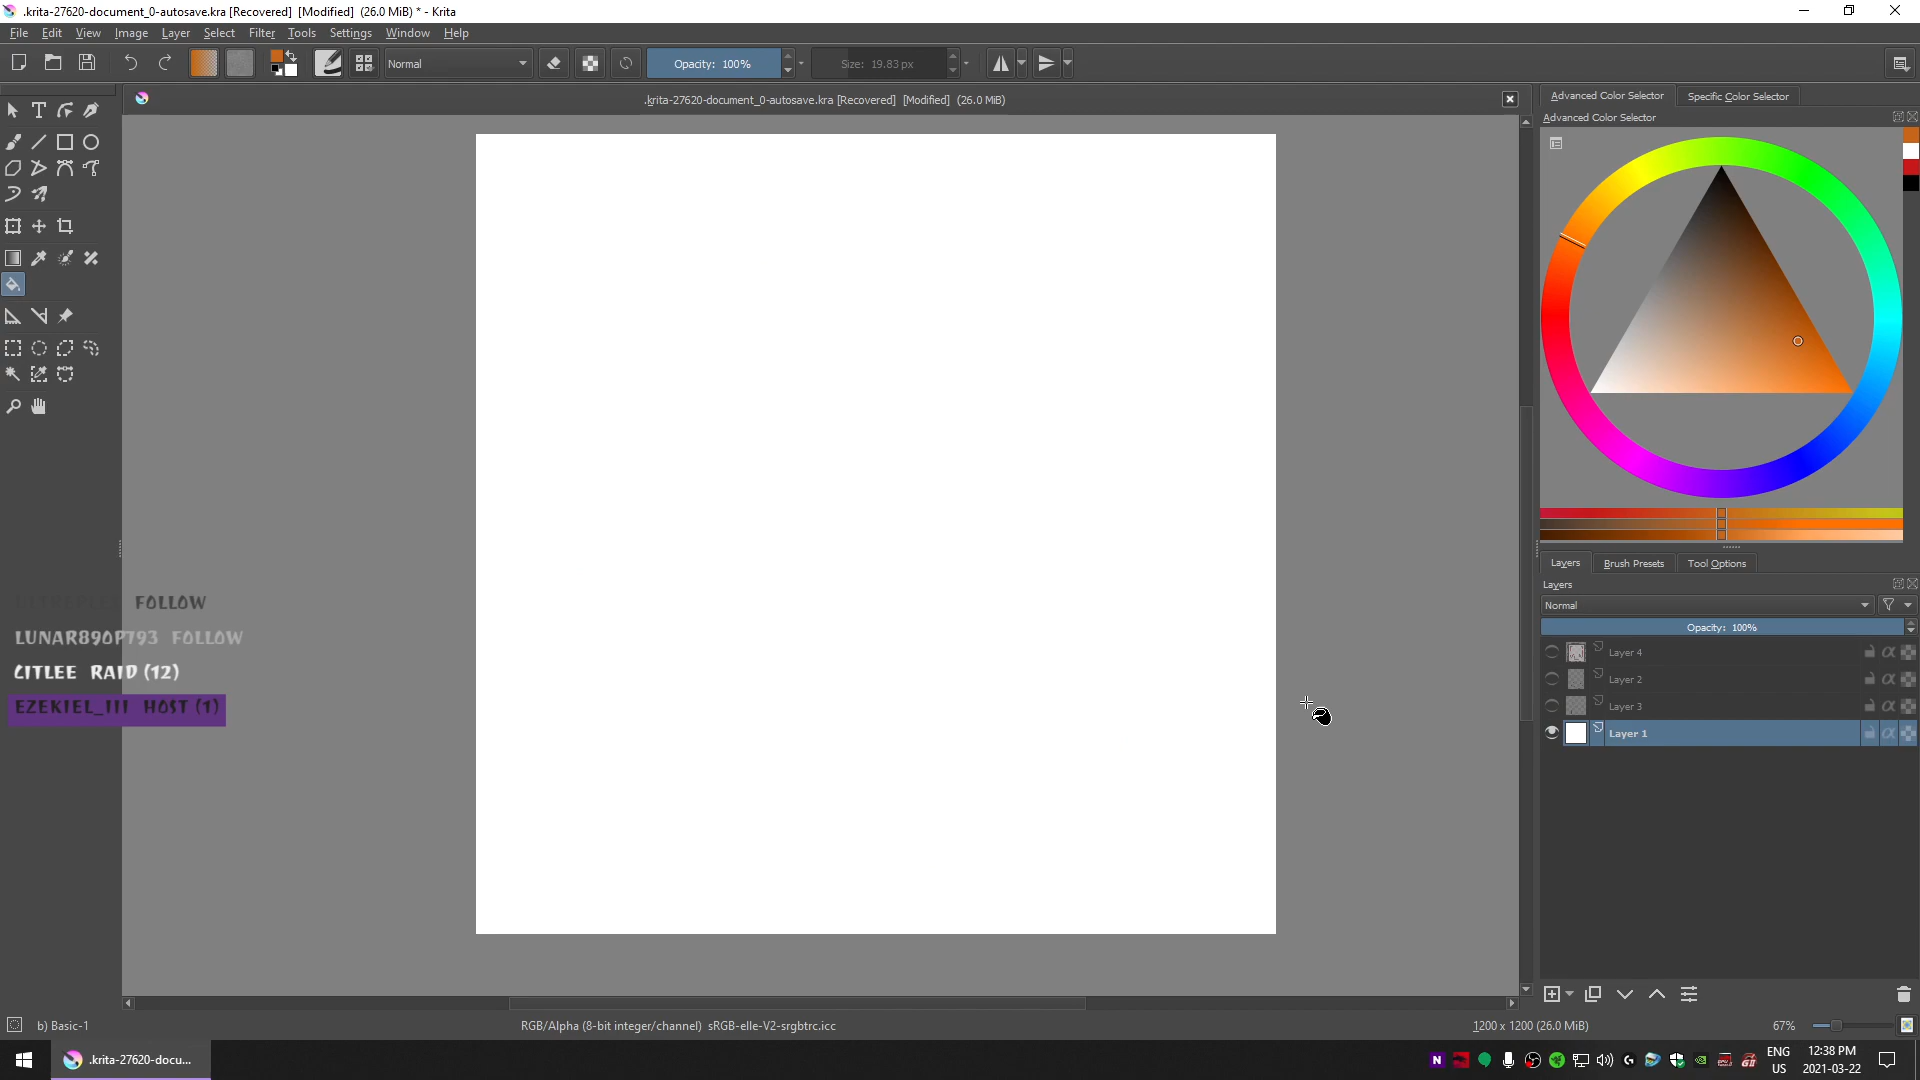 .krita-27620-document_0-autosave.kra [Recovered] [Modified] (26.0 MiB) * - Krita
File Edit View Image Layer Select Filter Tools Settings Window Help
Normal Opacity: 100% Size: 19.83 px
.krita-27620-document_0-autosave.kra [Recovered] [Modified] (26.0 MiB)
Advanced Color Selector Specific Color Selector
Advanced Color Selector
Layers Brush Presets Tool Options
Layers
Normal
Opacity: 100%
Layer 4
Layer 2
Layer 3
Layer 1
FOLLOW
LUNAR890P793 FOLLOW
CITLEE RAID (12)
EZEKIEL_III HOST (1)
b) Basic-1 RGB/Alpha (8-bit integer/channel) sRGB-elle-V2-srgbtrc.icc 1200 x 1200 (26.0 MiB) 67%
.krita-27620-docu... ENG US 12:38 PM 2021-03-22